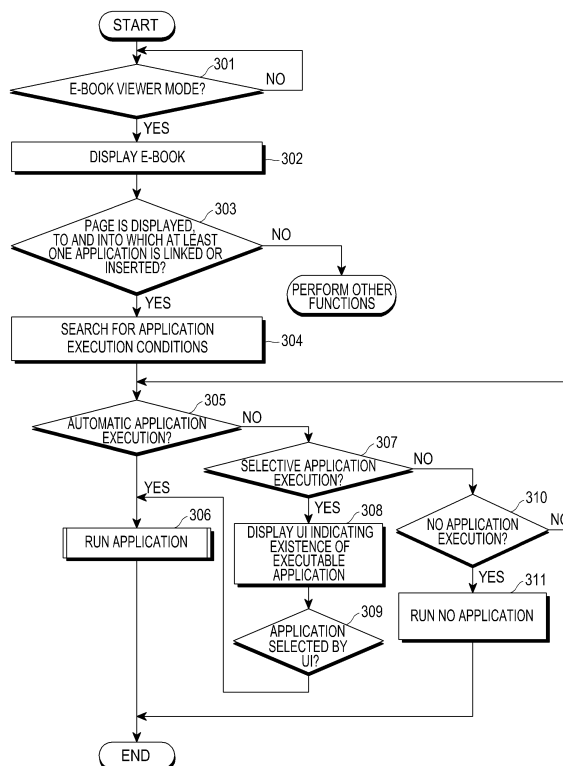 START
301
E-BOOK VIEWER MODE?
NO
YES
DISPLAY E-BOOK
302
303
PAGE IS DISPLAYED,
TO AND INTO WHICH AT LEAST
ONE APPLICATION IS LINKED OR
INSERTED?
NO
YES
PERFORM OTHER
FUNCTIONS
SEARCH FOR APPLICATION
EXECUTION CONDITIONS
304
305
AUTOMATIC APPLICATION
EXECUTION?
NO
307
SELECTIVE APPLICATION
EXECUTION?
NO
YES
YES
306
RUN APPLICATION
308
DISPLAY UI INDICATING
EXISTENCE OF
EXECUTABLE
APPLICATION
310
NO APPLICATION
EXECUTION?
NO
YES
311
RUN NO APPLICATION
309
APPLICATION
SELECTED BY
UI?
END